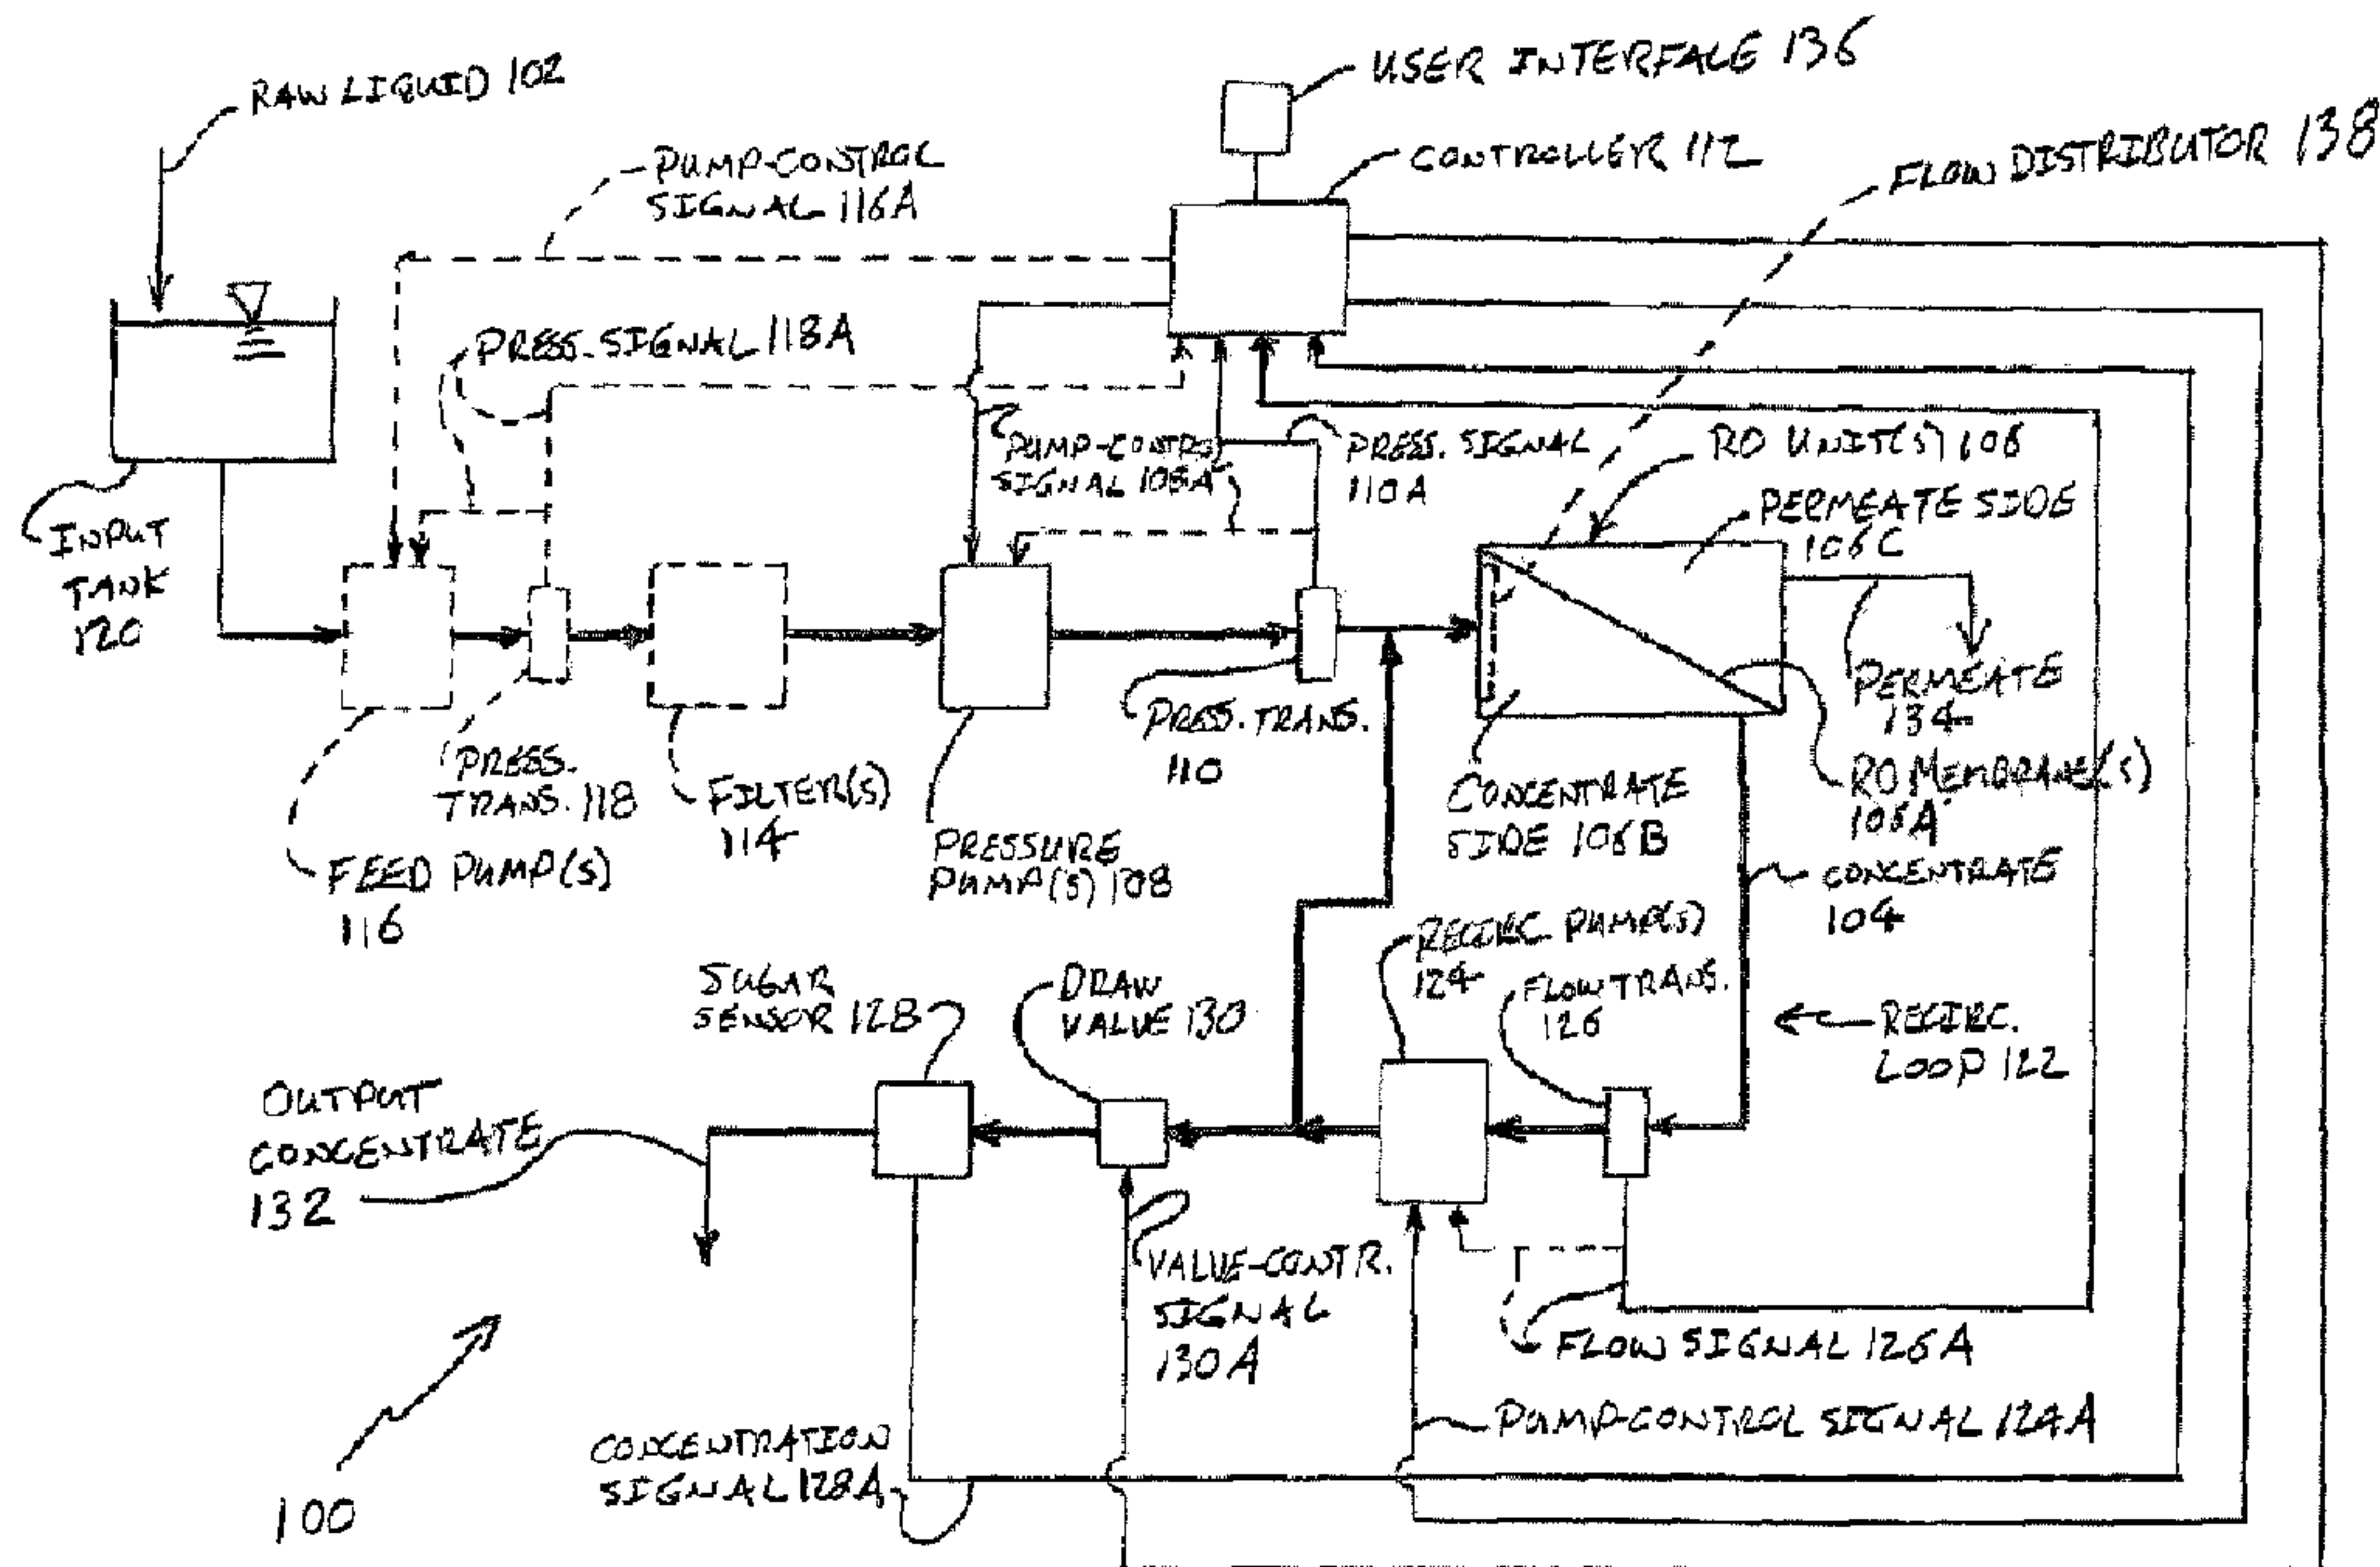 RAW LIQUID 102
USER INTERFACE 136
PUMP-CONTROL
SIGNAL 116A
CONTROLLER 112
FLOW DISTRIBUTOR 138
PRESS. SIGNAL 118A
PUMP-CONTROL
SIGNAL 108A
PRESS. SIGNAL
110A
RO UNIT(S) 106
PERMEATE SIDE
106C
INPUT
TANK
120
PERMEATE
134
PRESS. TRANS.
110
PRESS.
TRANS. 118
FILTER(S)
114
RO MEMBRANE(S)
106A
CONCENTRATE
SIDE 106B
PRESSURE
PUMP(S) 108
FEED PUMP(S)
116
CONCENTRATE
104
RECIRC. PUMP(S)
124
FLOW TRANS.
126
SUGAR
SENSOR 128
DRAW
VALVE 130
RECIRC.
LOOP 122
OUTPUT
CONCENTRATE
132
VALVE-CONTR.
SIGNAL
130A
FLOW SIGNAL 126A
PUMP-CONTROL SIGNAL 124A
CONCENTRATION
SIGNAL 128A
100